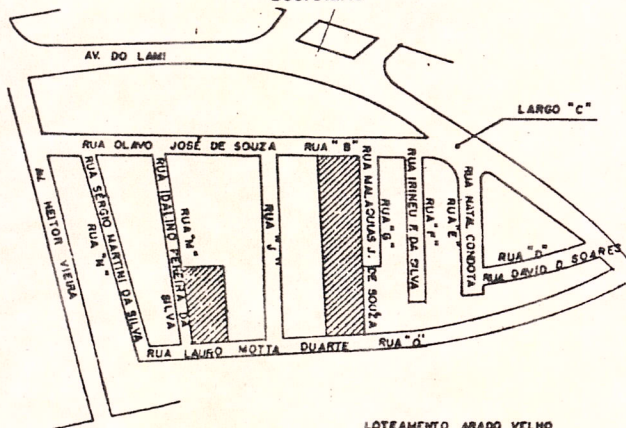 AV. DO LAMI
LARGO "C"
RUA OLAVO JOSÉ DE SOUZA RUA "B"
AV. HEITOR VIEIRA
RUA SÉRGIO MARTINI DA SILVA
RUA "N"
RUA IDALINO PEREIRA DA SILVA
RUA "M"
RUA "J"
RUA MALAQUIAS J. DE SOUZA
RUA "G"
RUA IRINEU F. DA SILVA
RUA "F"
RUA "E"
RUA NATAL CONDOTA
RUA "D"
RUA DAVID D SOARES
RUA LAURO MOTTA DUARTE RUA "O"
LOTEAMENTO ARADO VELHO